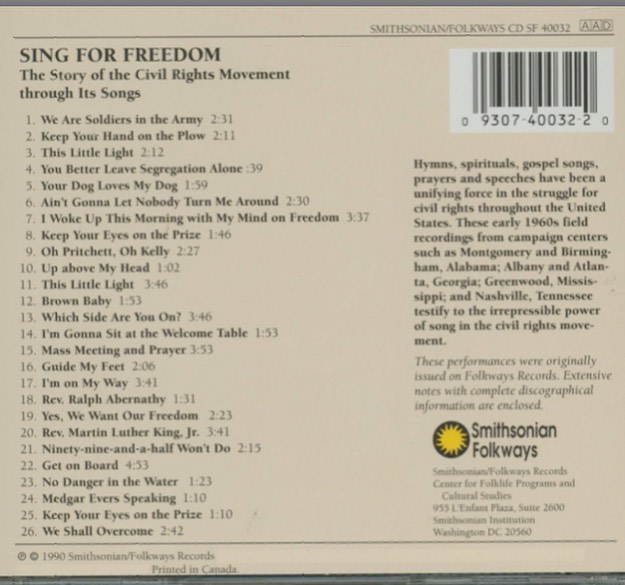 SMITHSONIAN/FOLKWAYS CD SF 40032 AAD
SING FOR FREEDOM
The Story of the Civil Rights Movement
through Its Songs
1. We Are Soldiers in the Army 2:31
2. Keep Your Hand on the Plow 2:11
3. This Little Light 2:12
4. You Better Leave Segregation Alone :39
5. Your Dog Loves My Dog 1:59
6. Ain't Gonna Let Nobody Turn Me Around 2:30
7. I Woke Up This Morning with My Mind on Freedom 3:37
8. Keep Your Eyes on the Prize 1:46
9. Oh Pritchett, Oh Kelly 2:27
10. Up above My Head 1:02
11. This Little Light 3:46
12. Brown Baby 1:53
13. Which Side Are You On? 3:46
14. I'm Gonna Sit at the Welcome Table 1:53
15. Mass Meeting and Prayer 3:53
16. Guide My Feet 2:06
17. I'm on My Way 3:41
18. Rev. Ralph Abernathy 1:31
19. Yes, We Want Our Freedom 2:23
20. Rev. Martin Luther King, Jr. 3:41
21. Ninety-nine-and-a-half Won't Do 2:15
22. Get on Board 4:53
23. No Danger in the Water 1:23
24. Medgar Evers Speaking 1:10
25. Keep Your Eyes on the Prize 1:10
26. We Shall Overcome 2:42
℗ © 1990 Smithsonian/Folkways Records
Printed in Canada.
0 9307-40032-2 0
Hymns, spirituals, gospel songs,
prayers and speeches have been a
unifying force in the struggle for
civil rights throughout the United
States. These early 1960s field
recordings from campaign centers
such as Montgomery and Birming-
ham, Alabama; Albany and Atlan-
ta, Georgia; Greenwood, Missis-
sippi; and Nashville, Tennessee
testify to the irrepressible power
of song in the civil rights move-
ment.
These performances were originally
issued on Folkways Records. Extensive
notes with complete discographical
information are enclosed.
Smithsonian
Folkways
Smithsonian/Folkways Records
Center for Folklife Programs and
Cultural Studies
955 L'Enfant Plaza, Suite 2600
Smithsonian Institution
Washington DC 20560